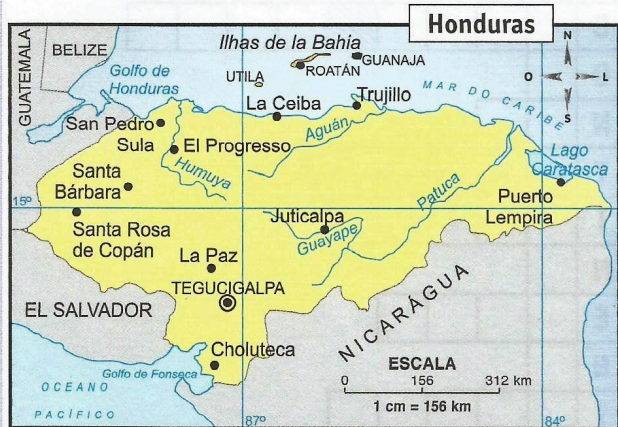 Honduras
GUATEMALA
BELIZE
Golfo de
Honduras
Ilhas de la Bahia
UTILA
ROATÁN
GUANAJA
N
O
L
S
MAR DO CARIBE
San Pedro
Sula
El Progresso
La Ceiba
Trujillo
Aguán
Humuya
Lago
Caratasca
Santa
Bárbara
Patuca
Puerto
Lempira
15º
Santa Rosa
de Copán
Juticalpa
Guayape
La Paz
TEGUCIGALPA
EL SALVADOR
NICARÁGUA
Choluteca
Golfo de Fonseca
OCEANO
PACÍFICO
ESCALA
0 156 312 km
1 cm = 156 km
87º
84º